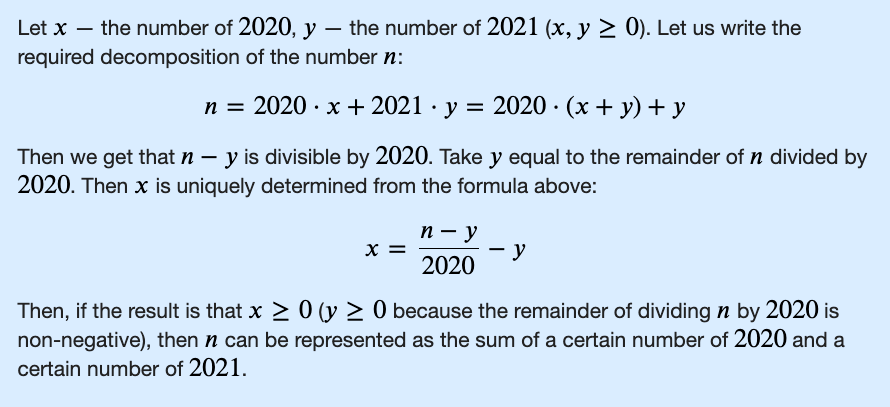 Let x — the number of 2020, y — the number of 2021 (x, y ≥ 0). Let us write the
required decomposition of the number n:
n = 2020 · x + 2021 · y = 2020 · (x + y) + y
Then we get that n − y is divisible by 2020. Take y equal to the remainder of n divided by
2020. Then x is uniquely determined from the formula above:
x = \frac{n − y}{2020} − y
Then, if the result is that x ≥ 0 (y ≥ 0 because the remainder of dividing n by 2020 is
non-negative), then n can be represented as the sum of a certain number of 2020 and a
certain number of 2021.